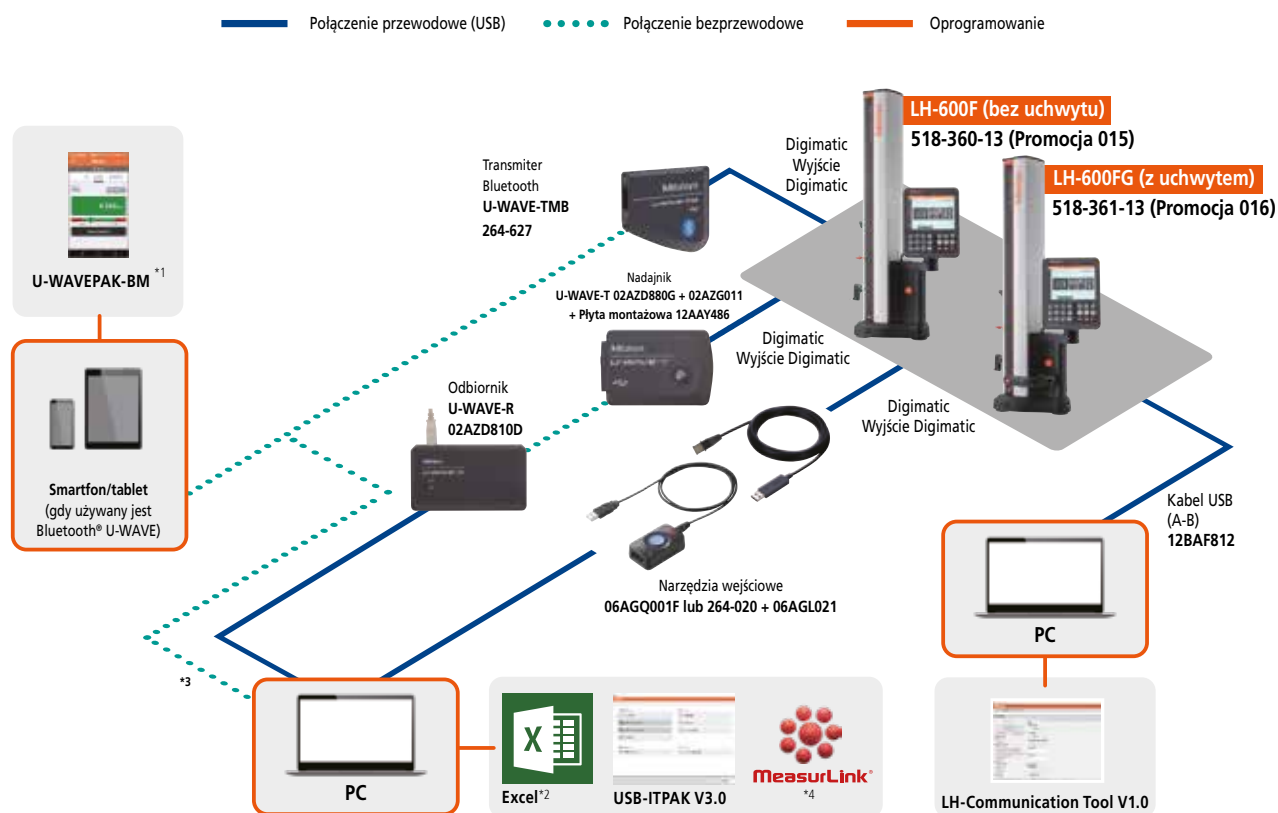 Połączenie przewodowe (USB)
Połączenie bezprzewodowe
Oprogramowanie
LH-600F (bez uchwytu)
518-360-13 (Promocja 015)
LH-600FG (z uchwytem)
518-361-13 (Promocja 016)
Digimatic
Wyjście
Digimatic
Transmiter
Bluetooth
U-WAVE-TMB
264-627
U-WAVEPAK-BM *1
Nadajnik
U-WAVE-T 02AZD880G + 02AZG011
+ Płyta montażowa 12AAY486
Mitutoyo
Digimatic
Wyjście Digimatic
Mitutoyo
U-WAVE-T
Odbiornik
U-WAVE-R
02AZD810D
Digimatic
Wyjście Digimatic
Smartfon/tablet
(gdy używany jest
Bluetooth® U-WAVE)
Kabel USB
(A-B)
12BAF812
Narzędzia wejściowe
06AGQ001F lub 264-020 + 06AGL021
PC
*3
PC
X
Excel*2
USB-ITPAK V3.0
MeasurLink®
*4
LH-Communication Tool V1.0